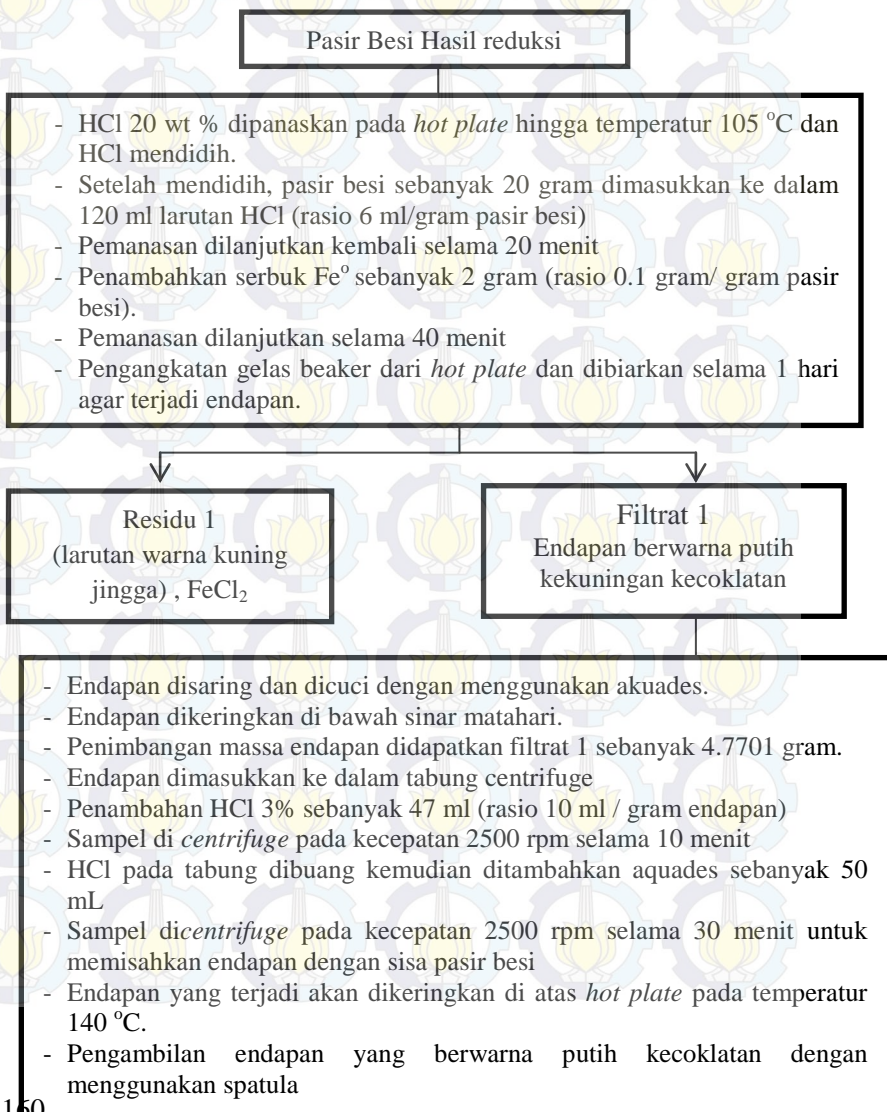 Pasir Besi Hasil reduksi
- HCl 20 wt % dipanaskan pada hot plate hingga temperatur 105 °C dan
HCl mendidih.
- Setelah mendidih, pasir besi sebanyak 20 gram dimasukkan ke dalam
120 ml larutan HCl (rasio 6 ml/gram pasir besi)
- Pemanasan dilanjutkan kembali selama 20 menit
- Penambahkan serbuk Fe° sebanyak 2 gram (rasio 0.1 gram/ gram pasir
besi).
- Pemanasan dilanjutkan selama 40 menit
- Pengangkatan gelas beaker dari hot plate dan dibiarkan selama 1 hari
agar terjadi endapan.
Residu 1
(larutan warna kuning
jingga) , FeCl₂
Filtrat 1
Endapan berwarna putih
kekuningan kecoklatan
- Endapan disaring dan dicuci dengan menggunakan akuades.
- Endapan dikeringkan di bawah sinar matahari.
- Penimbangan massa endapan didapatkan filtrat 1 sebanyak 4.7701 gram.
- Endapan dimasukkan ke dalam tabung centrifuge
- Penambahan HCl 3% sebanyak 47 ml (rasio 10 ml / gram endapan)
- Sampel di centrifuge pada kecepatan 2500 rpm selama 10 menit
- HCl pada tabung dibuang kemudian ditambahkan aquades sebanyak 50
mL
- Sampel dicentrifuge pada kecepatan 2500 rpm selama 30 menit untuk
memisahkan endapan dengan sisa pasir besi
- Endapan yang terjadi akan dikeringkan di atas hot plate pada temperatur
140 °C.
- Pengambilan endapan yang berwarna putih kecoklatan dengan
menggunakan spatula
160